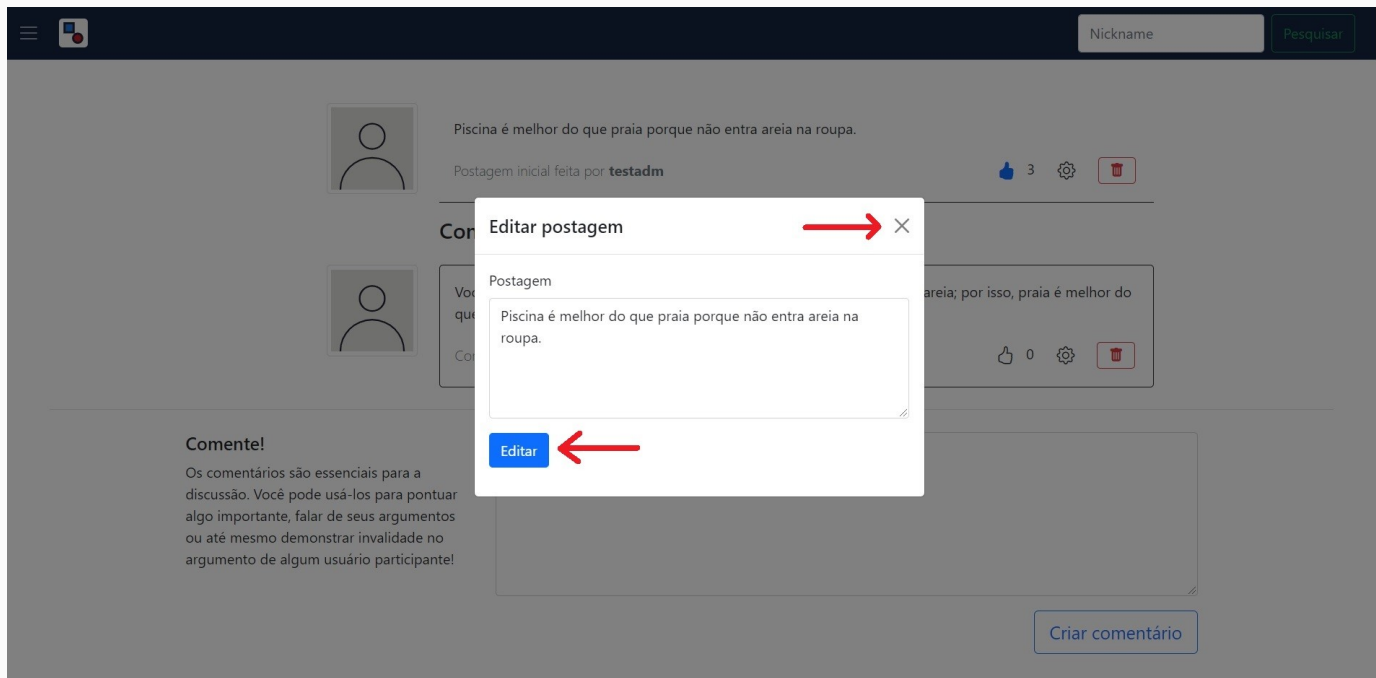 Nickname
Pesquisar
Piscina é melhor do que praia porque não entra areia na roupa.
Postagem inicial feita por testadm
3
Editar postagem
Postagem
Piscina é melhor do que praia porque não entra areia na
roupa.
Editar
areia; por isso, praia é melhor do
que
0
Comente!
Os comentários são essenciais para a
discussão. Você pode usá-los para pontuar
algo importante, falar de seus argumentos
ou até mesmo demonstrar invalidade no
argumento de algum usuário participante!
Criar comentário